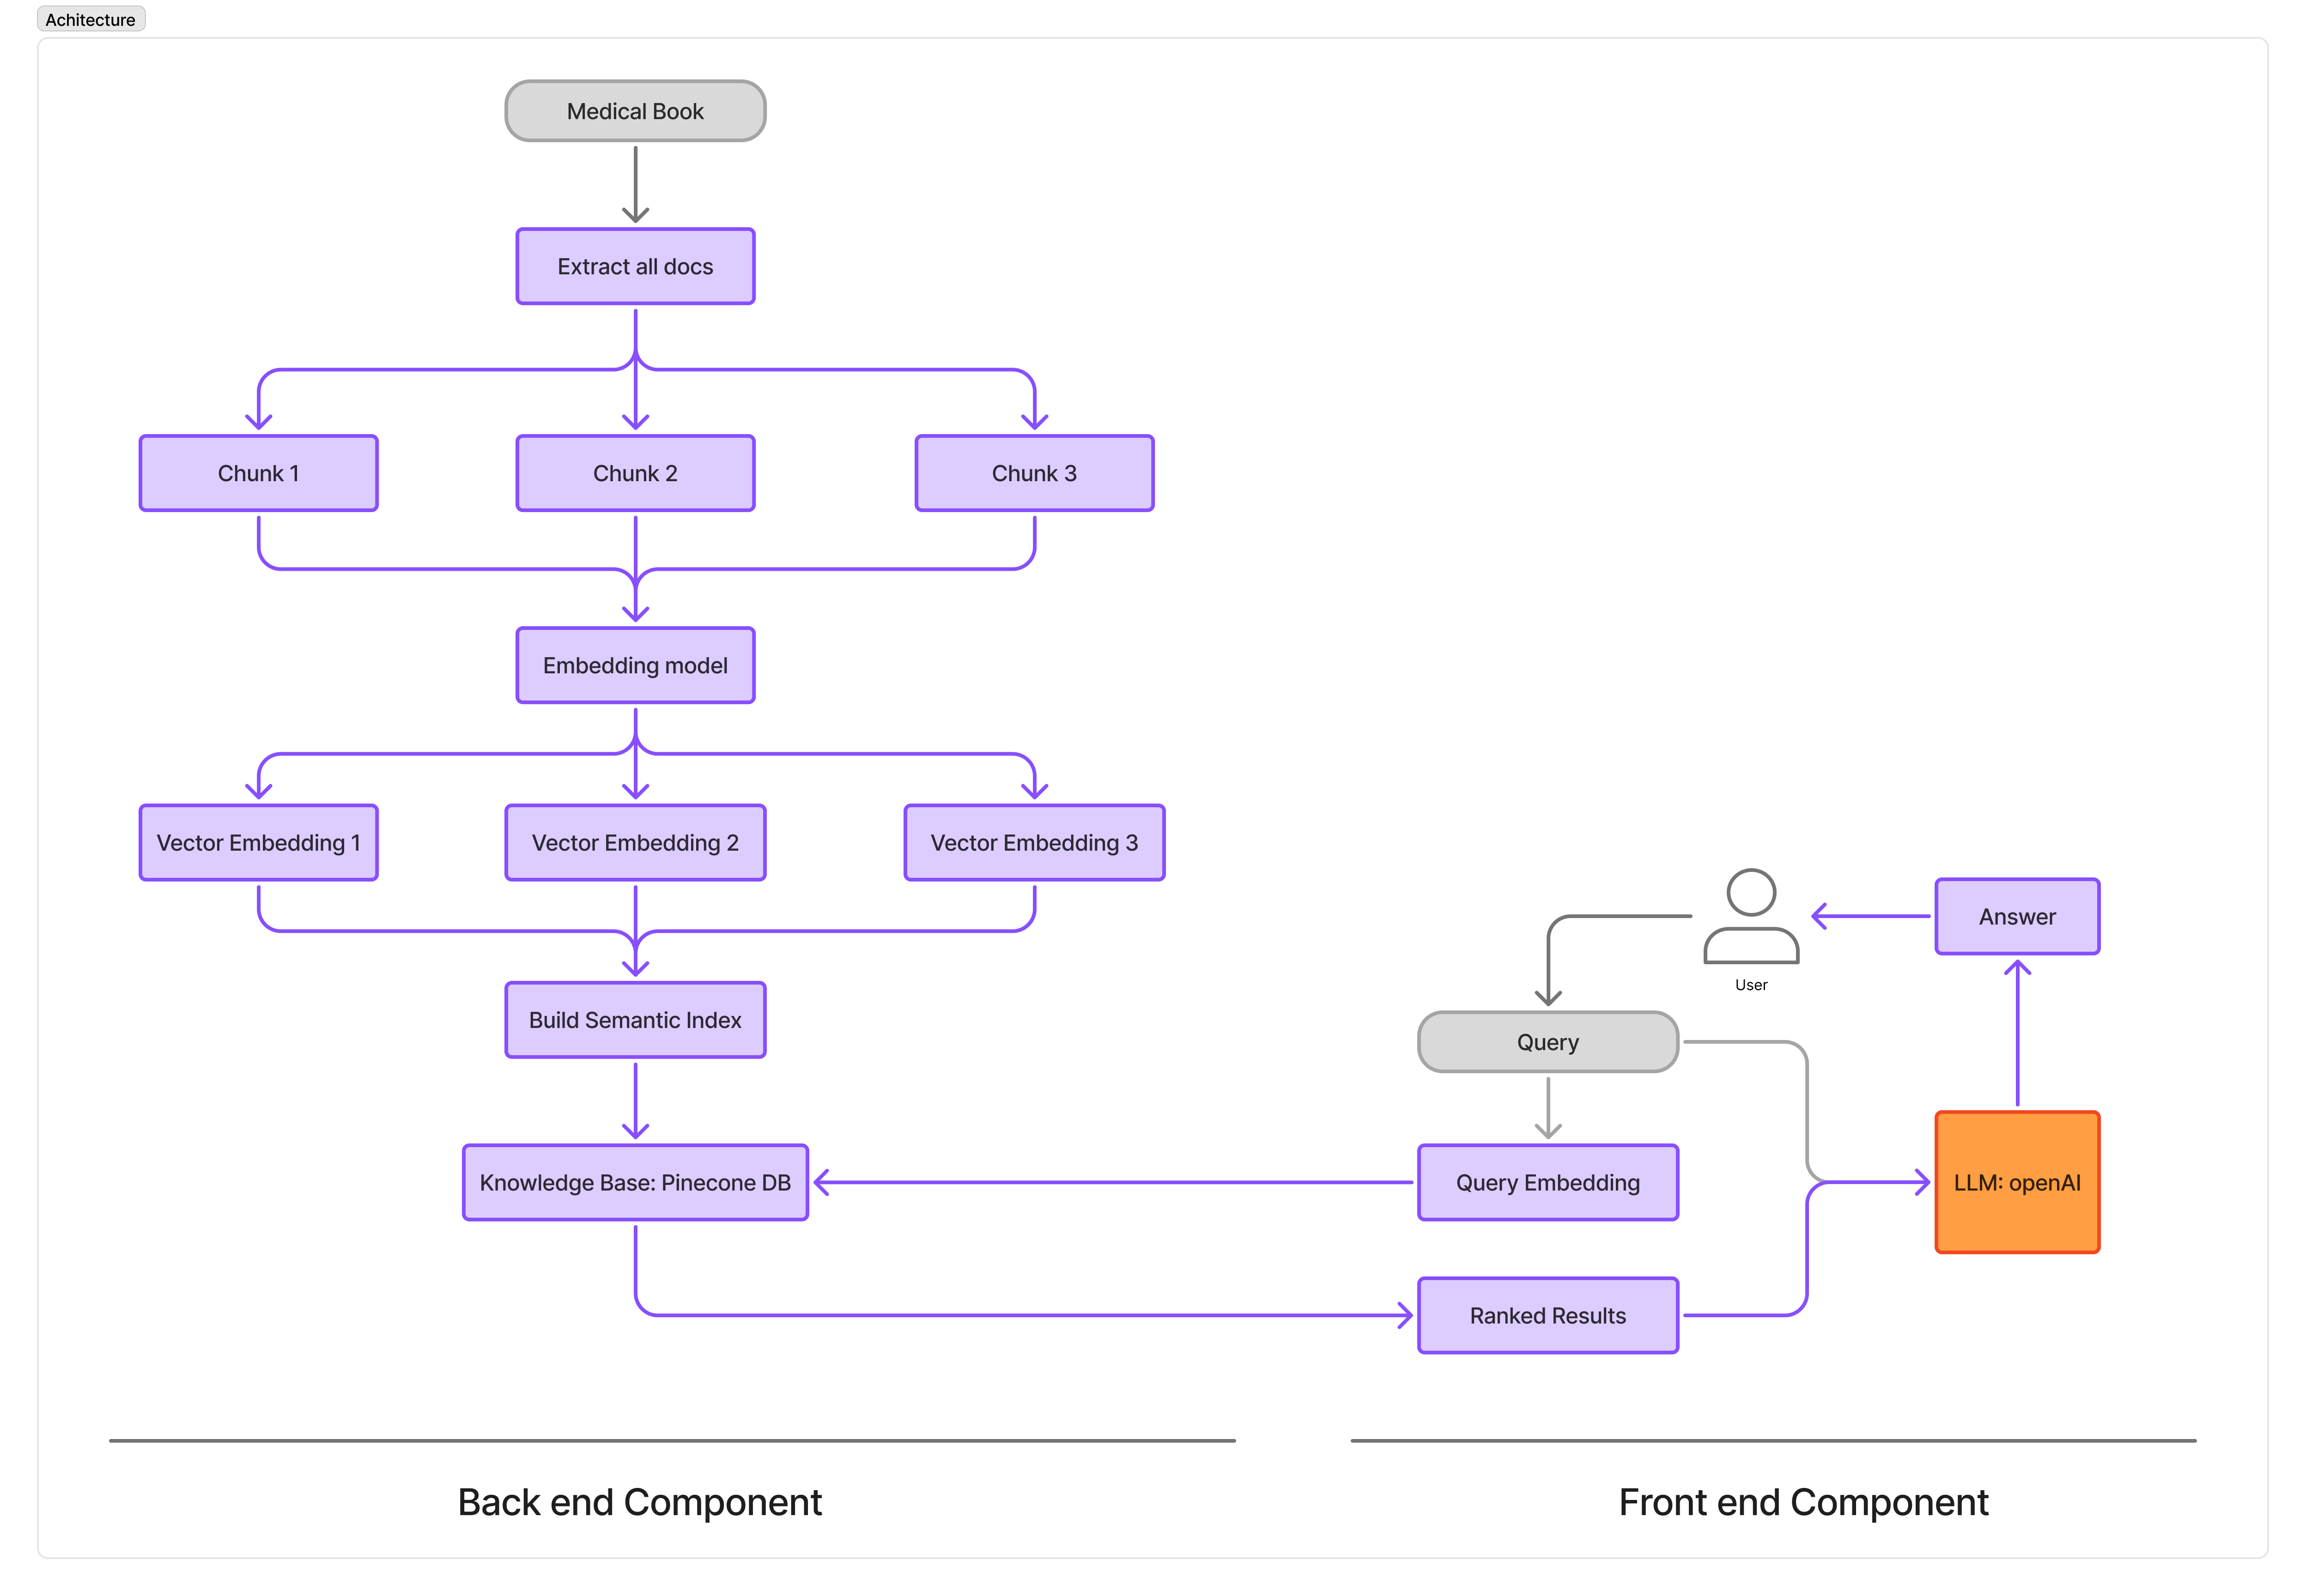 Achitecture
Medical Book
Extract all docs
Chunk 1
Chunk 2
Chunk 3
Embedding model
Vector Embedding 1
Vector Embedding 2
Vector Embedding 3
Build Semantic Index
Knowledge Base: Pinecone DB
User
Answer
Query
Query Embedding
LLM: openAI
Ranked Results
Back end Component
Front end Component